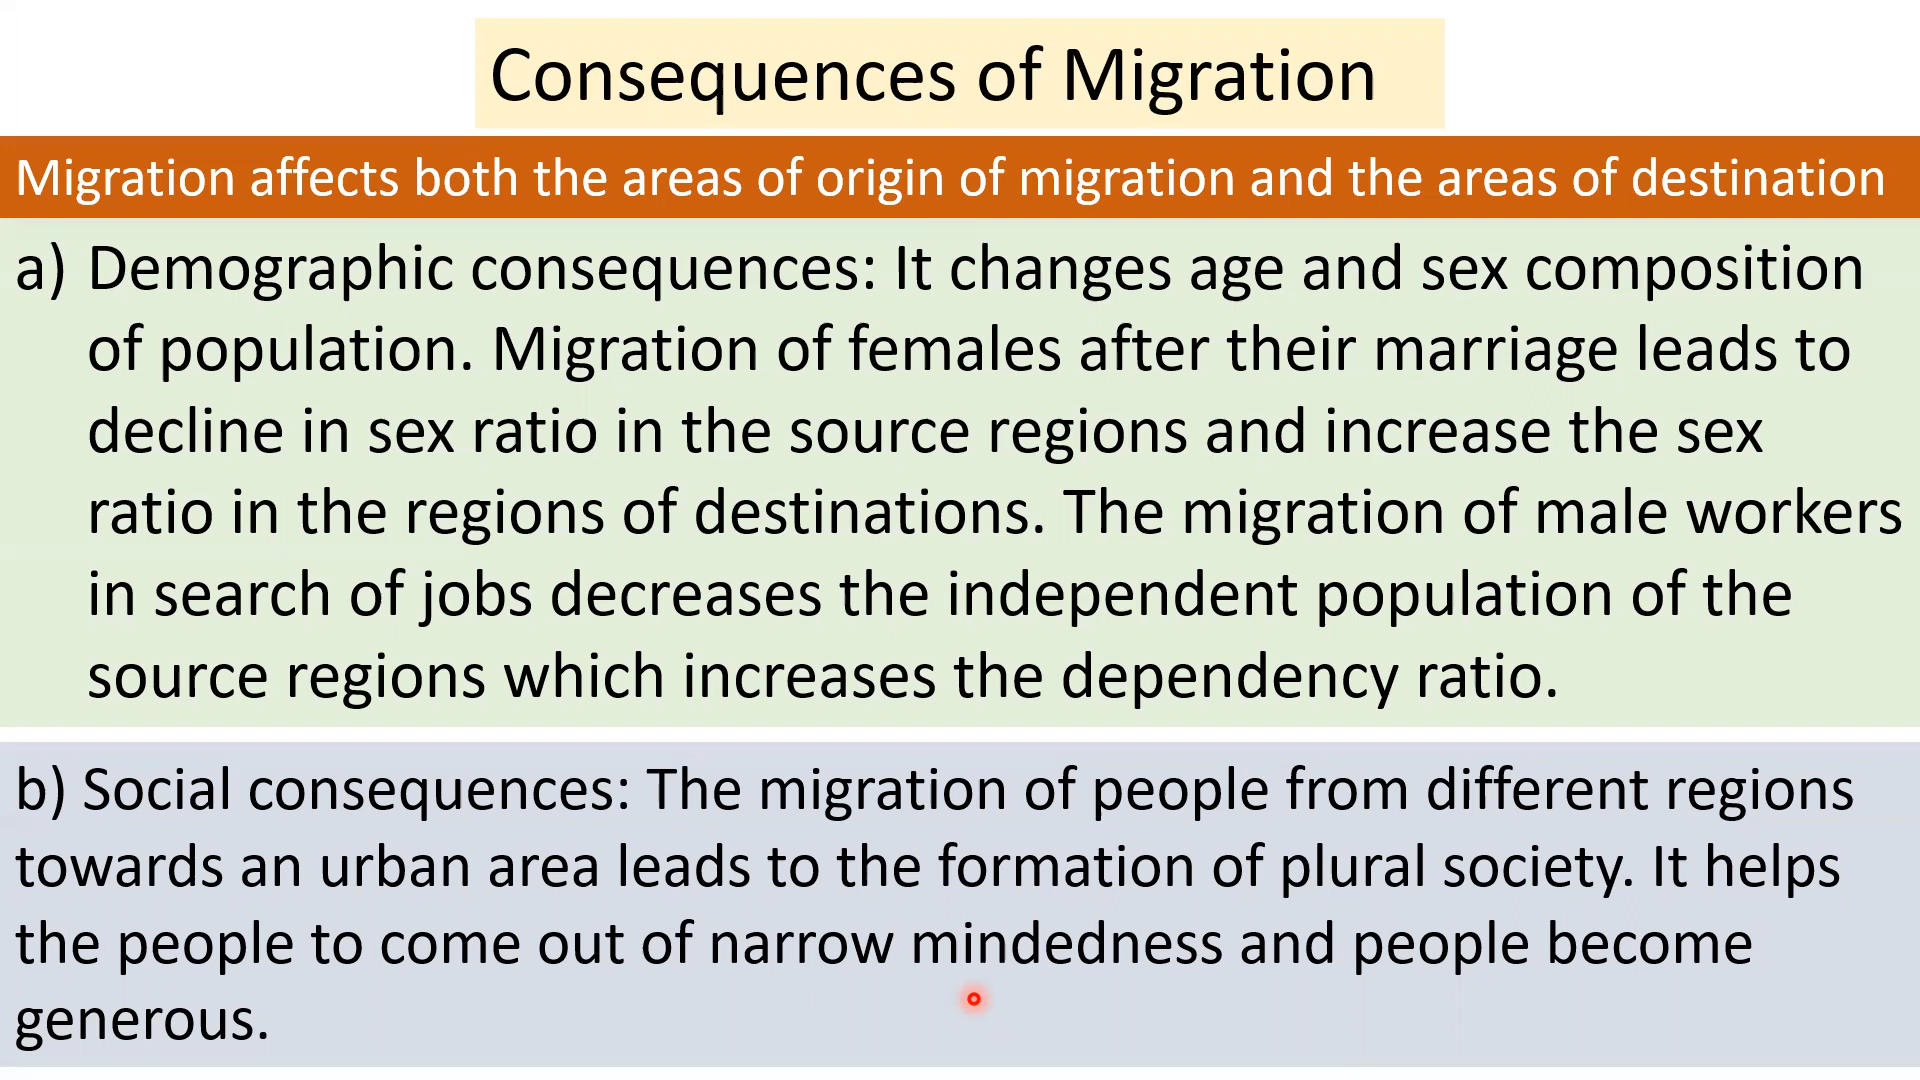 Consequences of Migration
Migration affects both the areas of origin of migration and the areas of destination
a) Demographic consequences: It changes age and sex composition
of population. Migration of females after their marriage leads to
decline in sex ratio in the source regions and increase the sex
ratio in the regions of destinations. The migration of male workers
in search of jobs decreases the independent population of the
source regions which increases the dependency ratio.
b) Social consequences: The migration of people from different regions
towards an urban area leads to the formation of plural society. It helps
the people to come out of narrow mindedness and people become
generous.